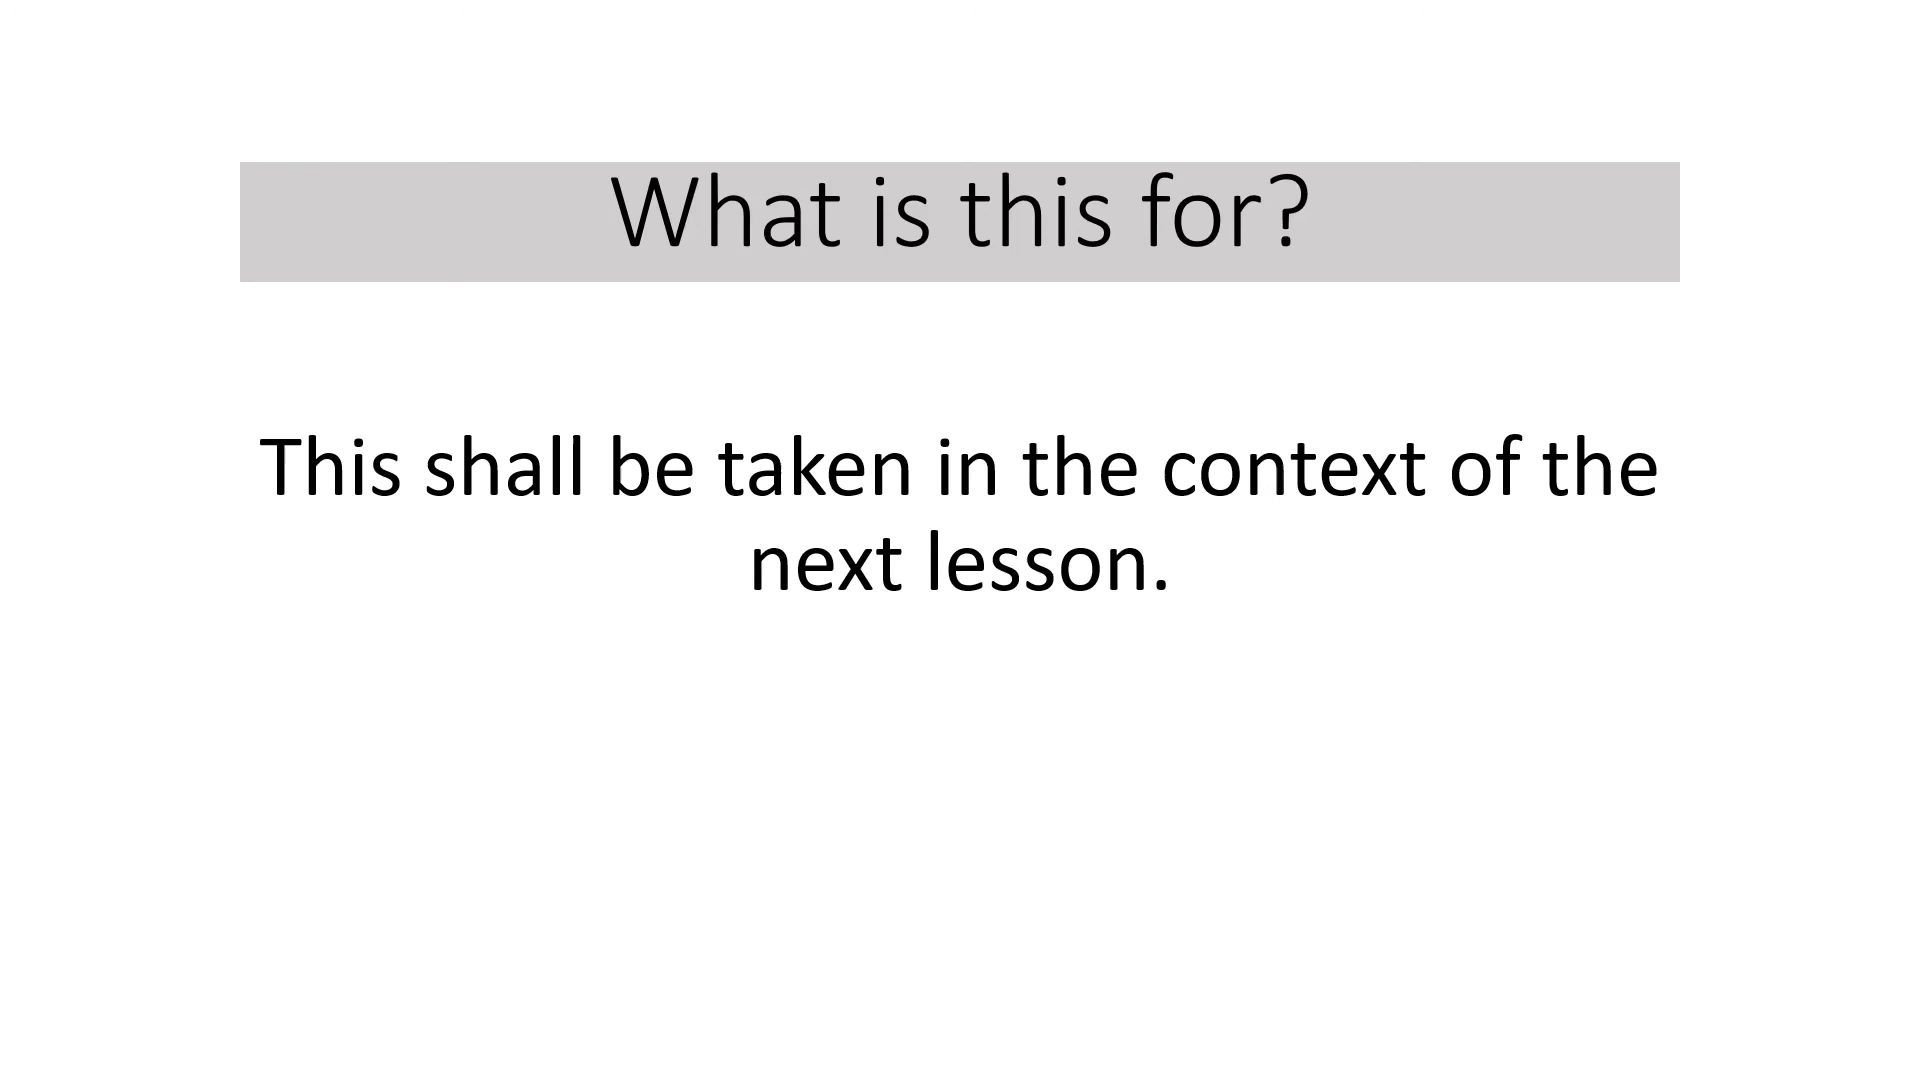 What is this for?
This shall be taken in the context of the
next lesson.